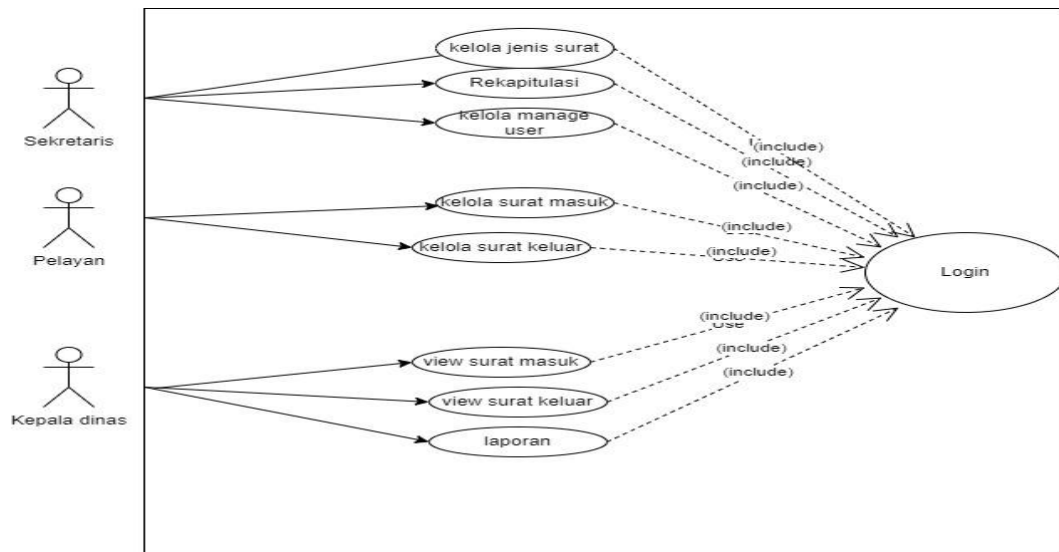 Sekretaris
kelola jenis surat
Rekapitulasi
kelola manage
user
(include)
(include)
(include)
Pelayan
kelola surat masuk
kelola surat keluar
(include)
(include)
Login
Kepala dinas
view surat masuk
view surat keluar
laporan
(include)
Use
(include)
(include)